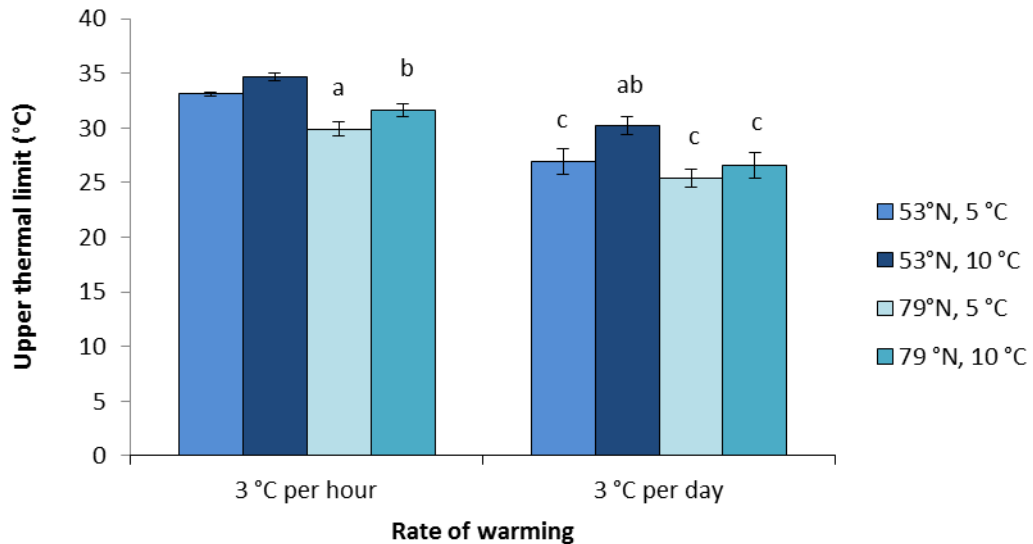 40
35
30
25
20
15
10
5
0
Upper thermal limit (°C)
a
b
c
ab
c
c
3 °C per hour
3 °C per day
Rate of warming
53°N, 5 °C
53°N, 10 °C
79°N, 5 °C
79 °N, 10 °C